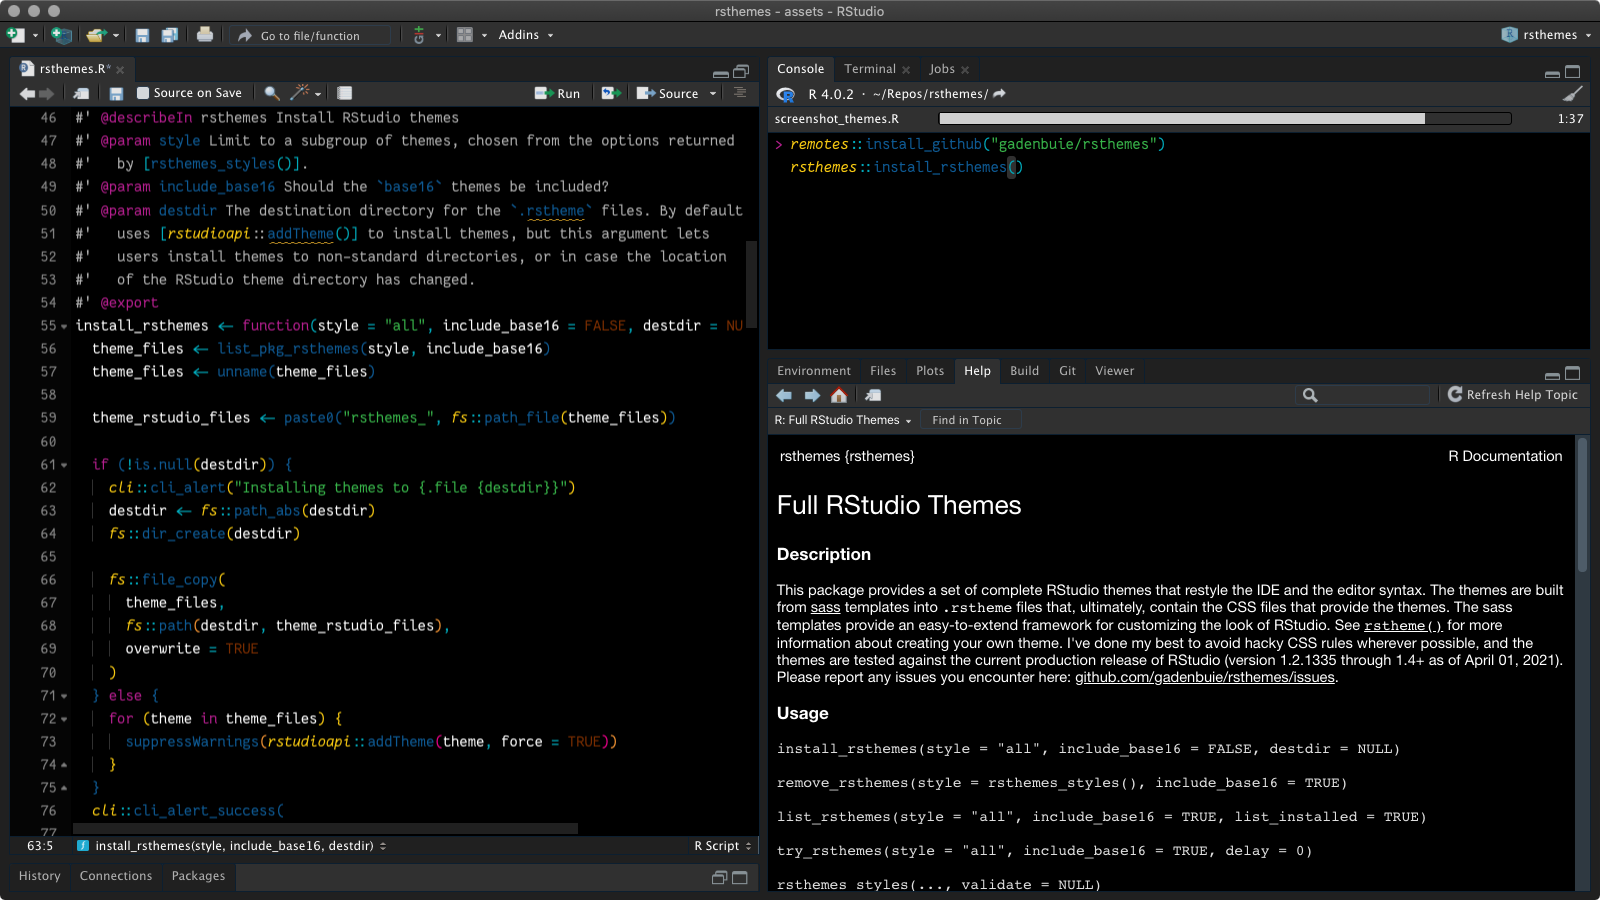 rsthemes - assets - RStudio
Go to file/function
Git
Addins
rsthemes
rsthemes.R*
Source on Save
Run
Source
46 #' @describeIn rsthemes Install RStudio themes
47 #' @param style Limit to a subgroup of themes, chosen from the options returned
48 #'   by [rsthemes_styles()].
49 #' @param include_base16 Should the `base16` themes be included?
50 #' @param destdir The destination directory for the `.rstheme` files. By default
51 #'   uses [rstudioapi::addTheme()] to install themes, but this argument lets
52 #'   users install themes to non-standard directories, or in case the location
53 #'   of the RStudio theme directory has changed.
54 #' @export
55 install_rsthemes <- function(style = "all", include_base16 = FALSE, destdir = NU
56   theme_files <- list_pkg_rsthemes(style, include_base16)
57   theme_files <- unname(theme_files)
58
59   theme_rstudio_files <- paste0("rsthemes_", fs::path_file(theme_files))
60
61   if (!is.null(destdir)) {
62     cli::cli_alert("Installing themes to {.file {destdir}}")
63     destdir <- fs::path_abs(destdir)
64     fs::dir_create(destdir)
65
66     fs::file_copy(
67       theme_files,
68       fs::path(destdir, theme_rstudio_files),
69       overwrite = TRUE
70     )
71   } else {
72     for (theme in theme_files) {
73       suppressWarnings(rstudioapi::addTheme(theme, force = TRUE))
74     }
75   }
76   cli::cli_alert_success(
77
63:5 install_rsthemes(style, include_base16, destdir)
R Script
History Connections Packages
Console Terminal Jobs
R 4.0.2 · ~/Repos/rsthemes/
screenshot_themes.R 1:37
> remotes::install_github("gadenbuie/rsthemes")
rsthemes::install_rsthemes()
Environment Files Plots Help Build Git Viewer
Refresh Help Topic
R: Full RStudio Themes Find in Topic
rsthemes {rsthemes} R Documentation
Full RStudio Themes
Description
This package provides a set of complete RStudio themes that restyle the IDE and the editor syntax. The themes are built
from sass templates into .rstheme files that, ultimately, contain the CSS files that provide the themes. The sass
templates provide an easy-to-extend framework for customizing the look of RStudio. See rstheme() for more
information about creating your own theme. I've done my best to avoid hacky CSS rules wherever possible, and the
themes are tested against the current production release of RStudio (version 1.2.1335 through 1.4+ as of April 01, 2021).
Please report any issues you encounter here: github.com/gadenbuie/rsthemes/issues.
Usage
install_rsthemes(style = "all", include_base16 = FALSE, destdir = NULL)
remove_rsthemes(style = rsthemes_styles(), include_base16 = TRUE)
list_rsthemes(style = "all", include_base16 = TRUE, list_installed = TRUE)
try_rsthemes(style = "all", include_base16 = TRUE, delay = 0)
rsthemes_styles(..., validate = NULL)